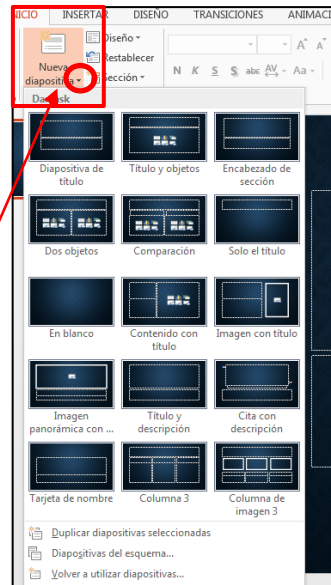 INICIO INSERTAR DISEÑO TRANSICIONES ANIMACI
Nueva diapositiva
Diseño
Restablecer
Sección
N K S S abc AV Aa A A
Diapositiva de título
Título y objetos
Encabezado de sección
Dos objetos
Comparación
Solo el título
En blanco
Contenido con título
Imagen con título
Imagen panorámica con ...
Título y descripción
Cita con descripción
Tarjeta de nombre
Columna 3
Columna de imagen 3
Duplicar diapositivas seleccionadas
Diapositivas del esquema...
Volver a utilizar diapositivas...